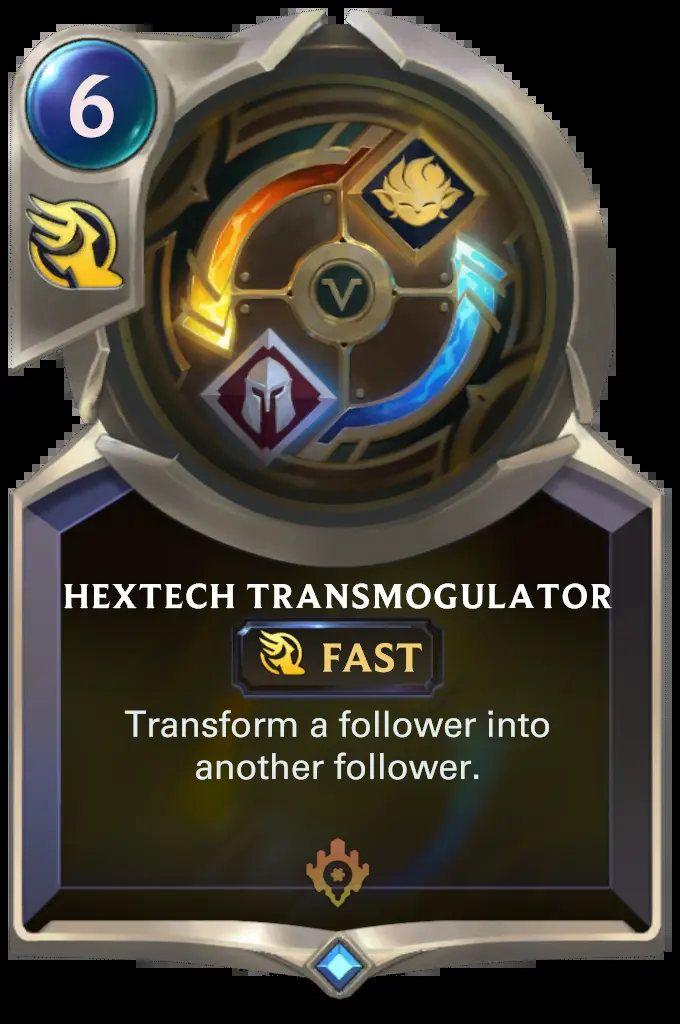 6
V
HEXTECH TRANSMOGULATOR
FAST
Transform a follower into
another follower.